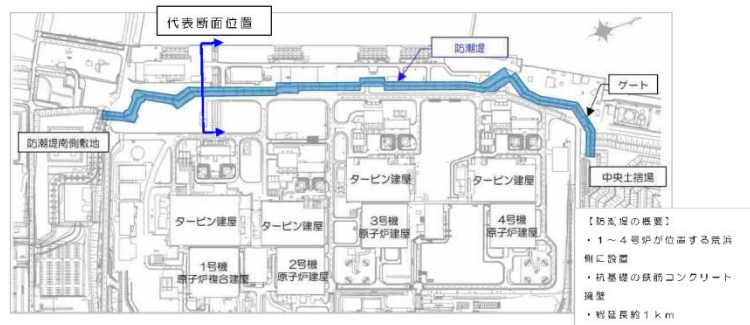 代表断面位置
防潮堤
ゲート
防潮堤南側敷地
中央土捨場
タービン建屋
タービン建屋
タービン建屋
タービン建屋
3号機
原子炉建屋
4号機
原子炉建屋
1号機
原子炉複合建屋
2号機
原子炉建屋
【防潮堤の概要】
・1～4号炉が位置する荒浜
側に設置
・杭基礎の鉄筋コンクリート
擁壁
・総延長約1km